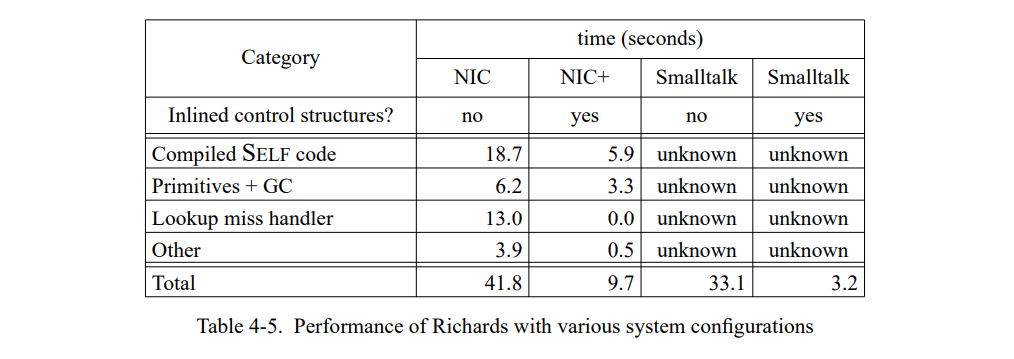 Category time (seconds)
NIC NIC+ Smalltalk Smalltalk
Inlined control structures? no yes no yes
Compiled SELF code 18.7 5.9 unknown unknown
Primitives + GC 6.2 3.3 unknown unknown
Lookup miss handler 13.0 0.0 unknown unknown
Other 3.9 0.5 unknown unknown
Total 41.8 9.7 33.1 3.2
Table 4-5. Performance of Richards with various system configurations